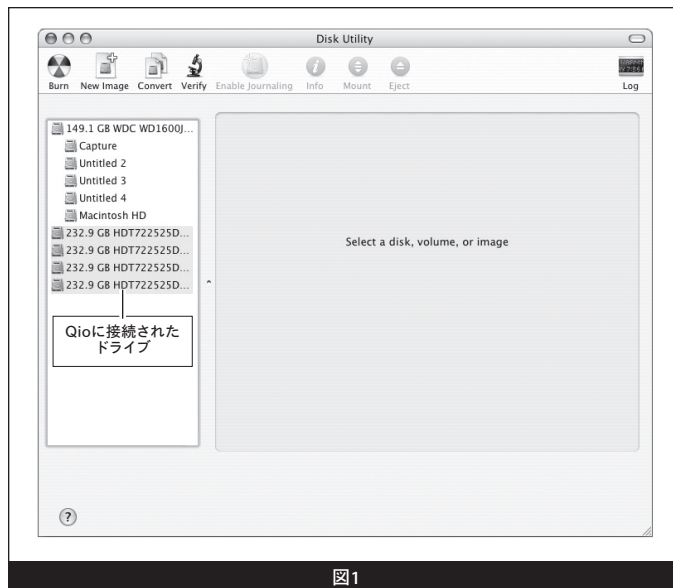 Disk Utility
Burn New Image Convert Verify Enable Journaling Info Mount Eject Log
149.1 GB WDC WD1600J...
Capture
Untitled 2
Untitled 3
Untitled 4
Macintosh HD
232.9 GB HDT722525D...
232.9 GB HDT722525D...
232.9 GB HDT722525D...
232.9 GB HDT722525D...
Select a disk, volume, or image
Qioに接続された
ドライブ
?
図1